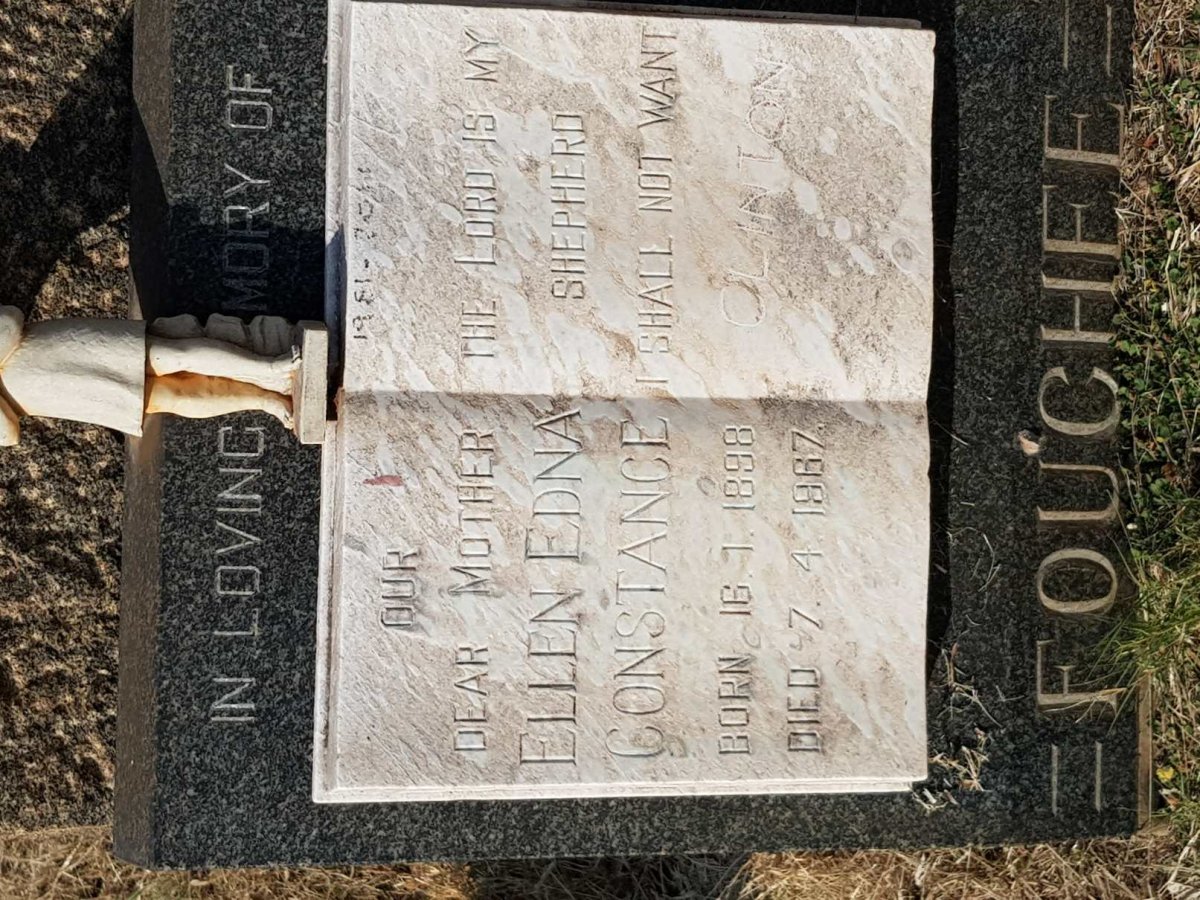 IN LOVING MEMORY OF
OUR
DEAR MOTHER
ELLEN EDNA
CONSTANCE
BORN 16. 1. 1898
DIED 7. 4 1967.
THE LORD IS MY
SHEPHERD
I SHALL NOT WANT
CLINTON
FOUCHEE